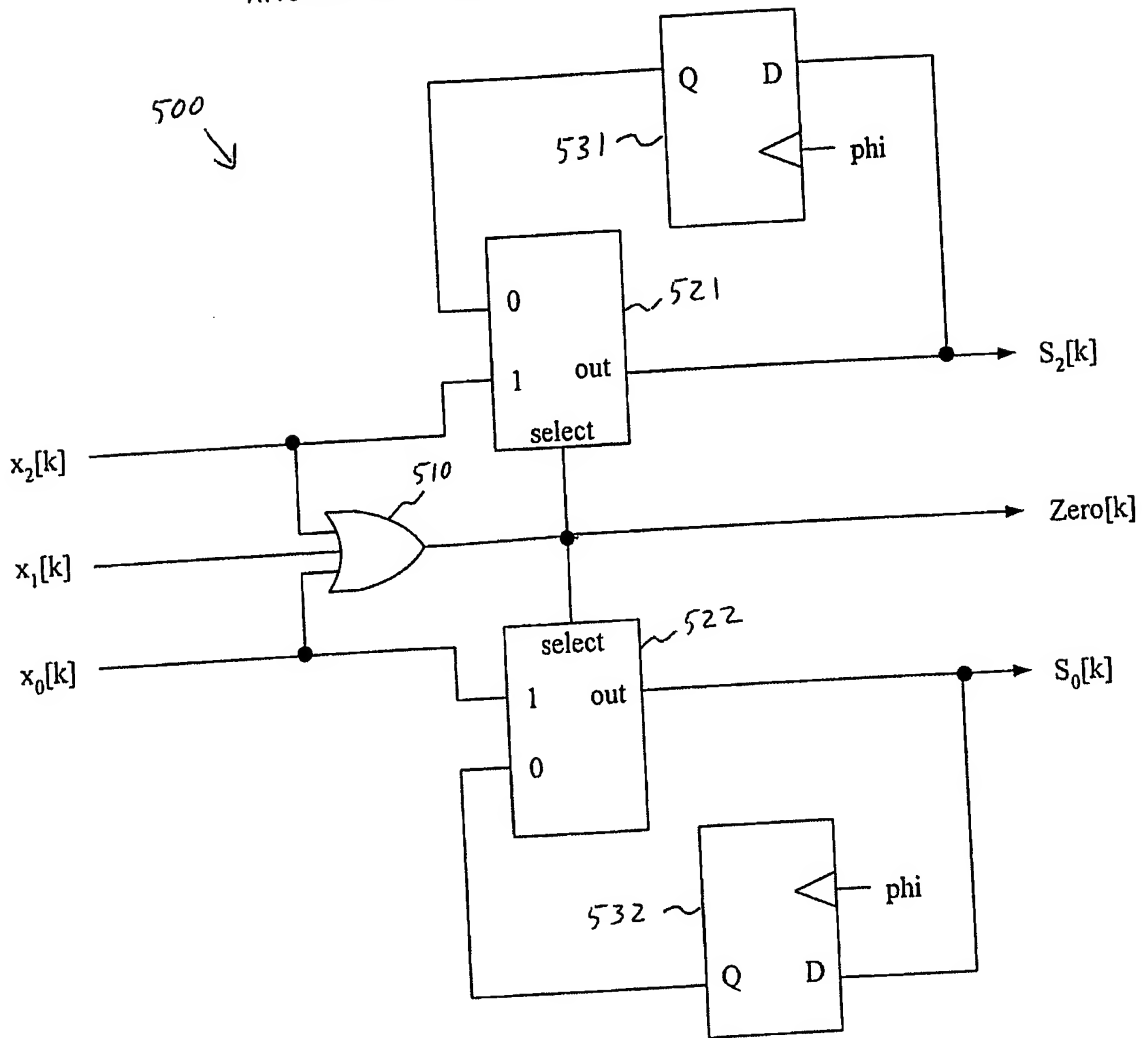 500
Q D
531
phi
0
521
1 out
S₂[k]
select
x₂[k]
510
Zero[k]
x₁[k]
select
522
x₀[k]
1 out
S₀[k]
0
phi
532
Q D